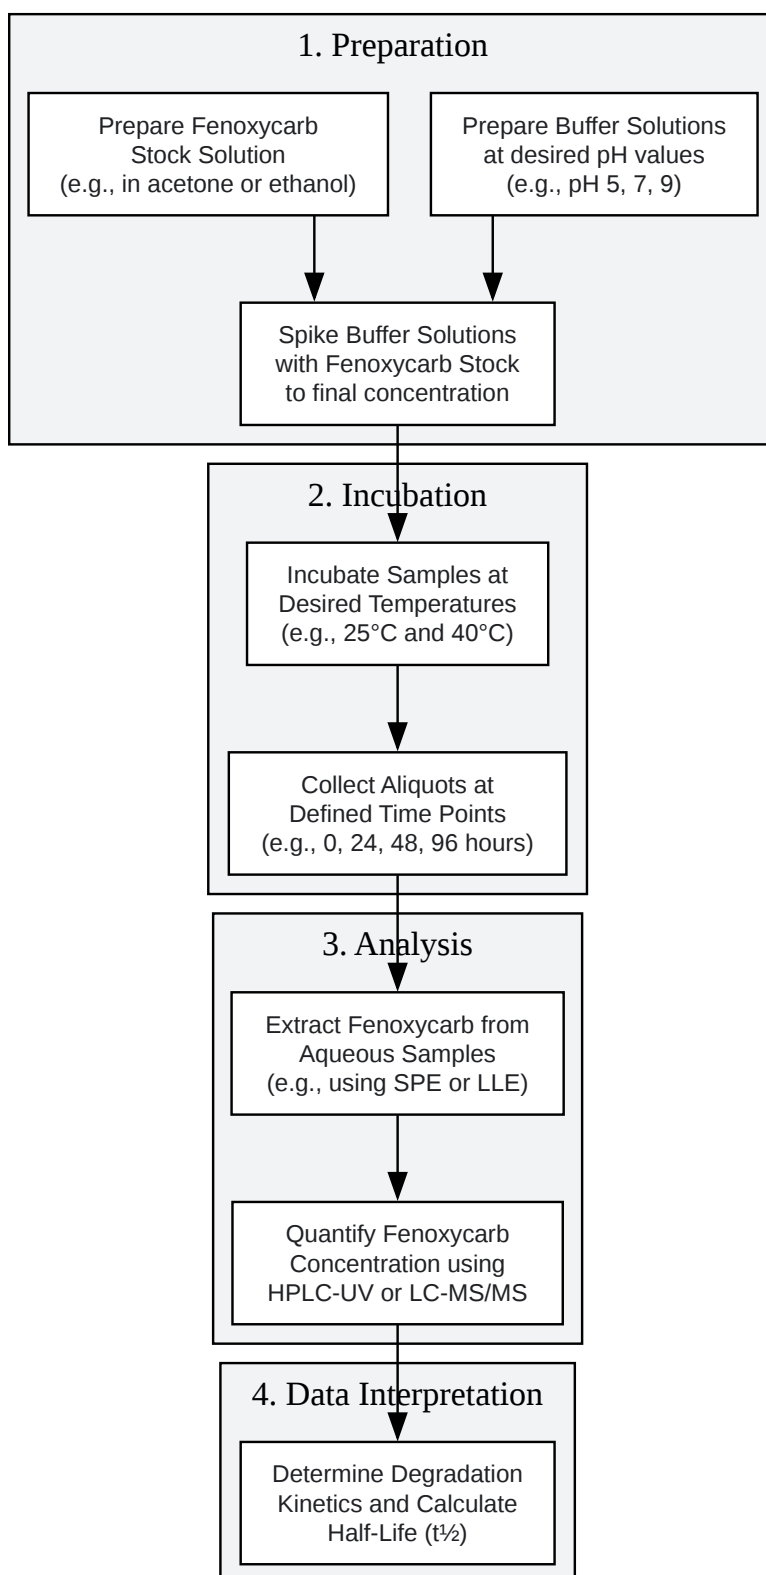 1. Preparation
Prepare Fenoxycarb
Stock Solution
(e.g., in acetone or ethanol)
Prepare Buffer Solutions
at desired pH values
(e.g., pH 5, 7, 9)
Spike Buffer Solutions
with Fenoxycarb Stock
to final concentration
2. Incubation
Incubate Samples at
Desired Temperatures
(e.g., 25°C and 40°C)
Collect Aliquots at
Defined Time Points
(e.g., 0, 24, 48, 96 hours)
3. Analysis
Extract Fenoxycarb from
Aqueous Samples
(e.g., using SPE or LLE)
Quantify Fenoxycarb
Concentration using
HPLC-UV or LC-MS/MS
4. Data Interpretation
Determine Degradation
Kinetics and Calculate
Half-Life (t½)